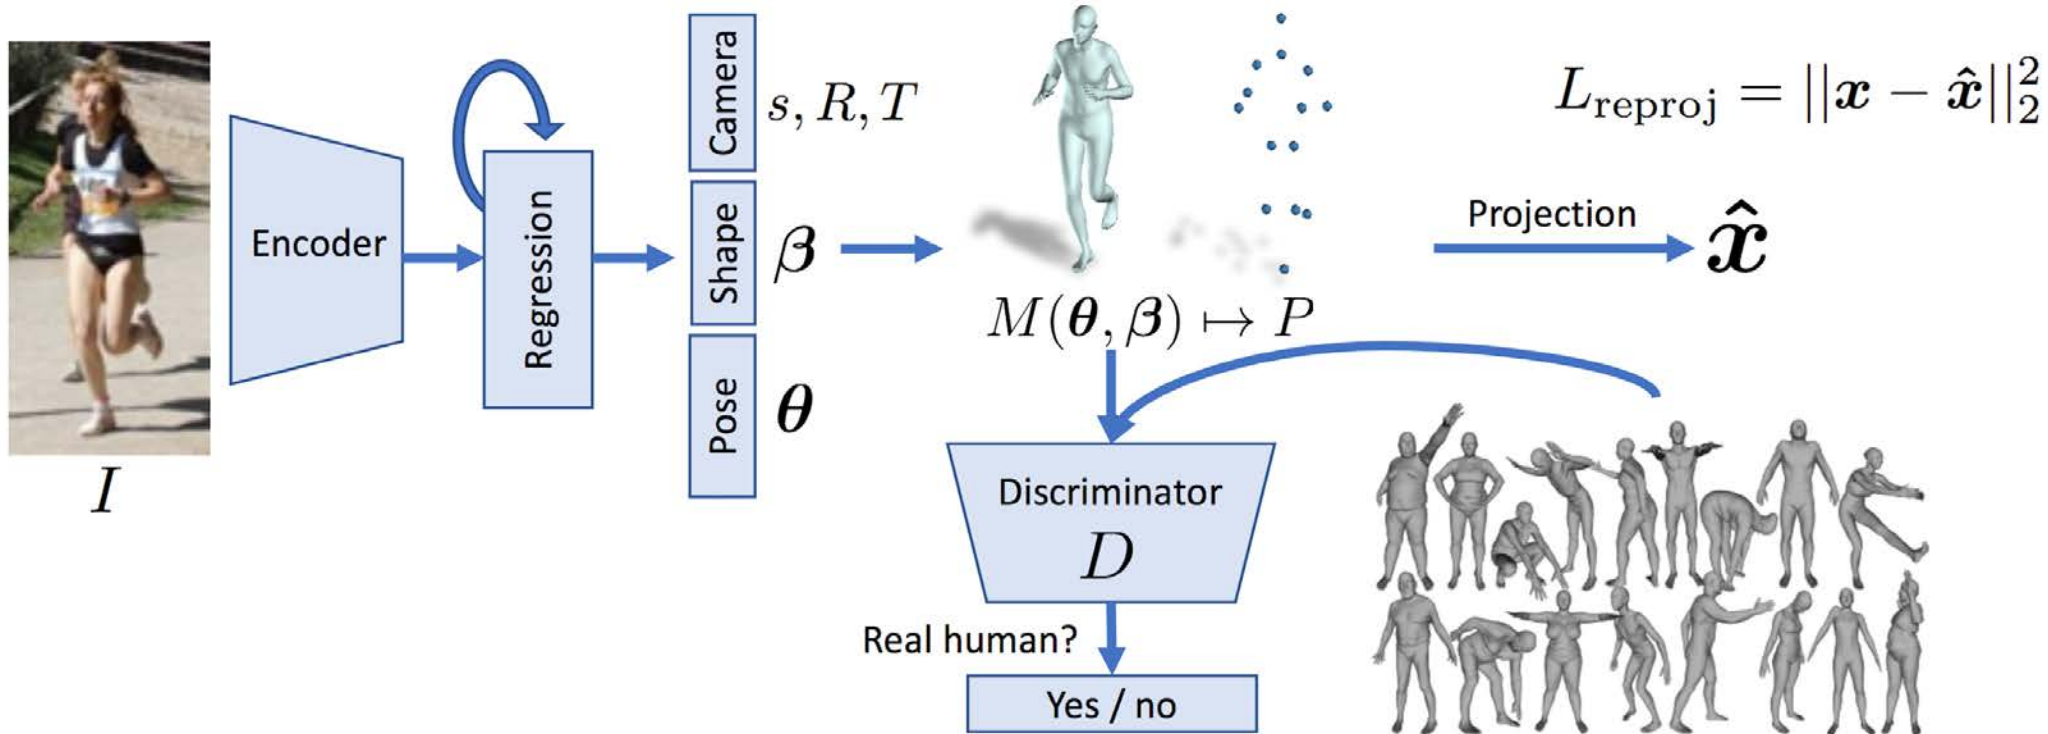 I
Encoder
Regression
Camera
s, R, T
Shape
β
Pose
θ
M(θ, β) ↦ P
L_reproj = ||x − x̂||²₂
Projection
x̂
Discriminator
D
Real human?
Yes / no